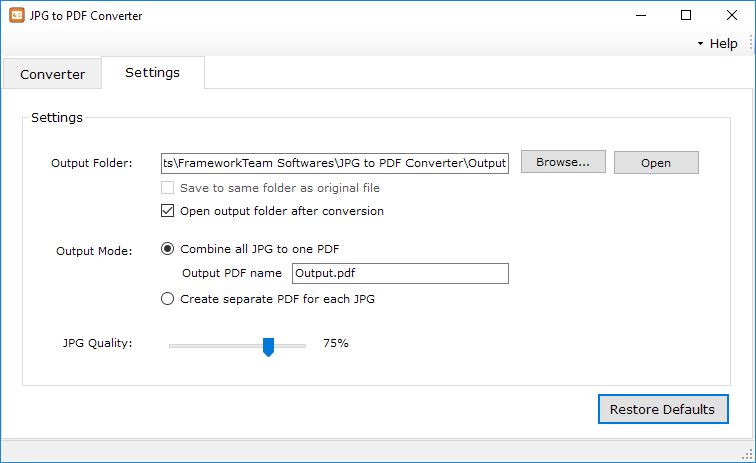 JPG to PDF Converter
Help
Converter Settings
Settings
Output Folder: ts\FrameworkTeam Softwares\JPG to PDF Converter\Output Browse... Open
Save to same folder as original file
Open output folder after conversion
Output Mode: Combine all JPG to one PDF
Output PDF name Output.pdf
Create separate PDF for each JPG
JPG Quality: 75%
Restore Defaults